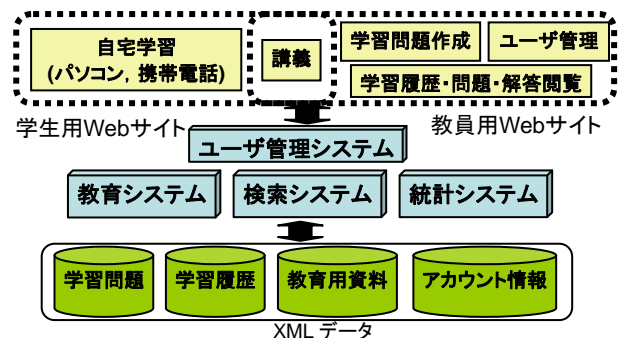 自宅学習
(パソコン，携帯電話)
講義
学習問題作成
ユーザ管理
学習履歴・問題・解答閲覧
学生用Webサイト
教員用Webサイト
ユーザ管理システム
教育システム
検索システム
統計システム
学習問題
学習履歴
教育用資料
アカウント情報
XML データ